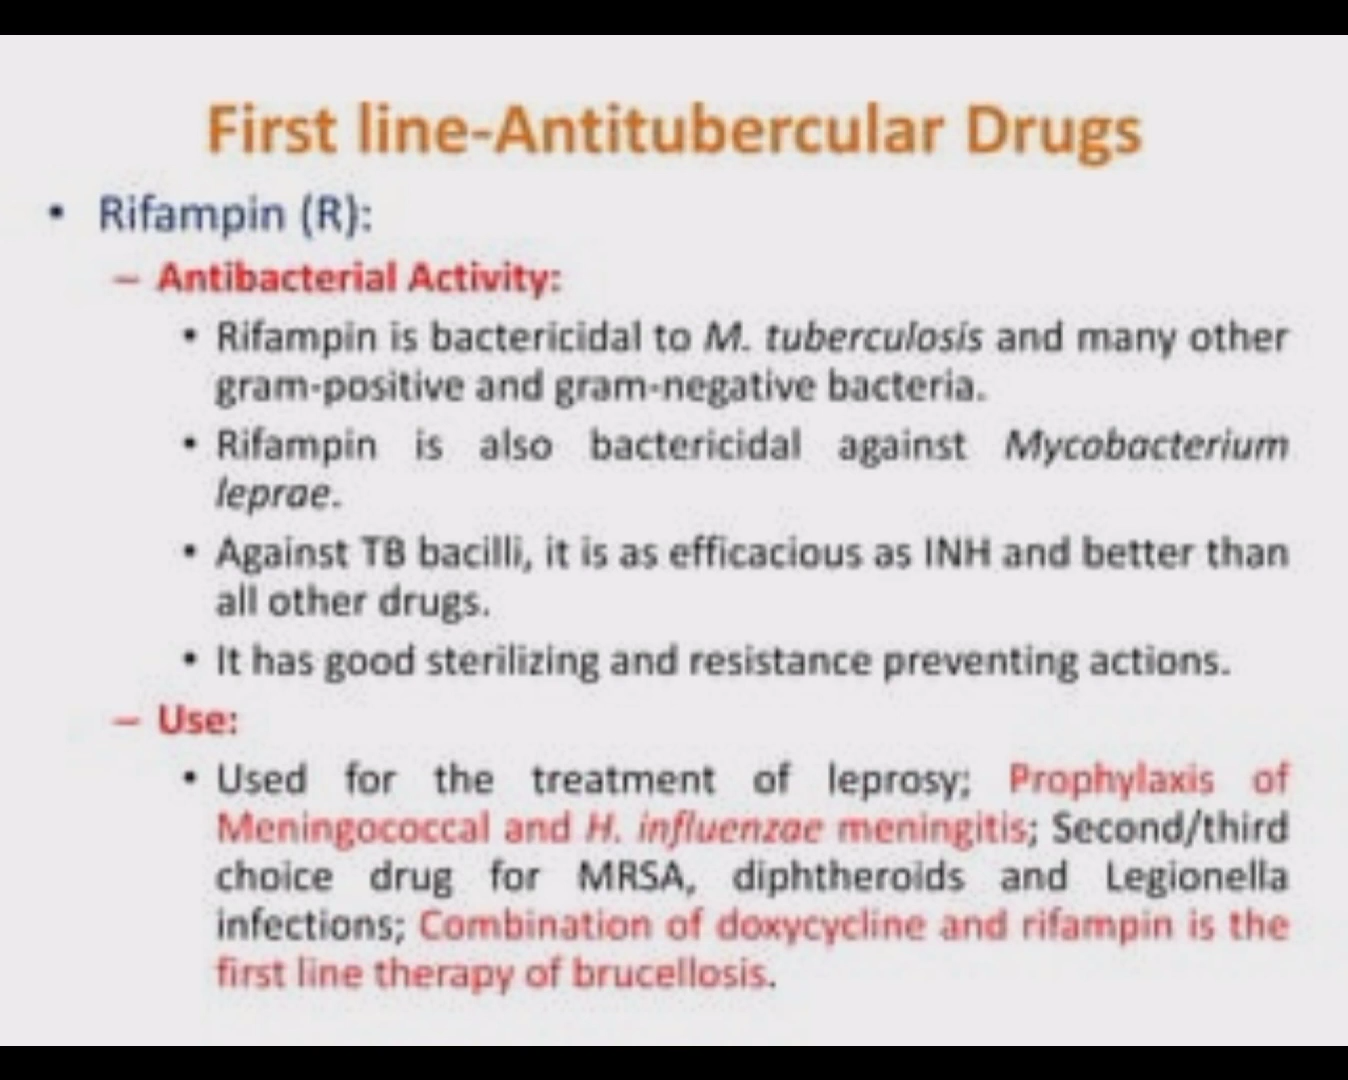 First line-Antitubercular Drugs
• Rifampin (R):
– Antibacterial Activity:
• Rifampin is bactericidal to M. tuberculosis and many other
gram-positive and gram-negative bacteria.
• Rifampin is also bactericidal against Mycobacterium
leprae.
• Against TB bacilli, it is as efficacious as INH and better than
all other drugs.
• It has good sterilizing and resistance preventing actions.
– Use:
• Used for the treatment of leprosy; Prophylaxis of
Meningococcal and H. influenzae meningitis; Second/third
choice drug for MRSA, diphtheroids and Legionella
infections; Combination of doxycycline and rifampin is the
first line therapy of brucellosis.